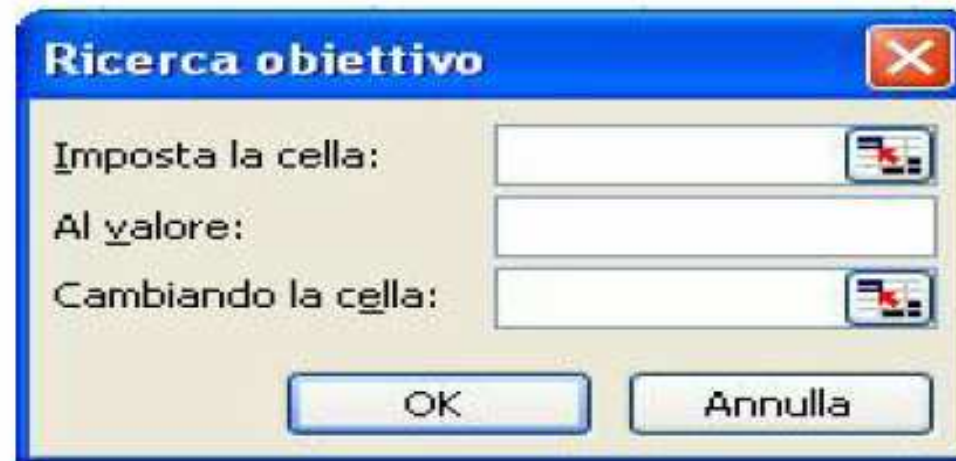 Ricerca obiettivo
Imposta la cella:
Al valore:
Cambiando la cella:
OK Annulla